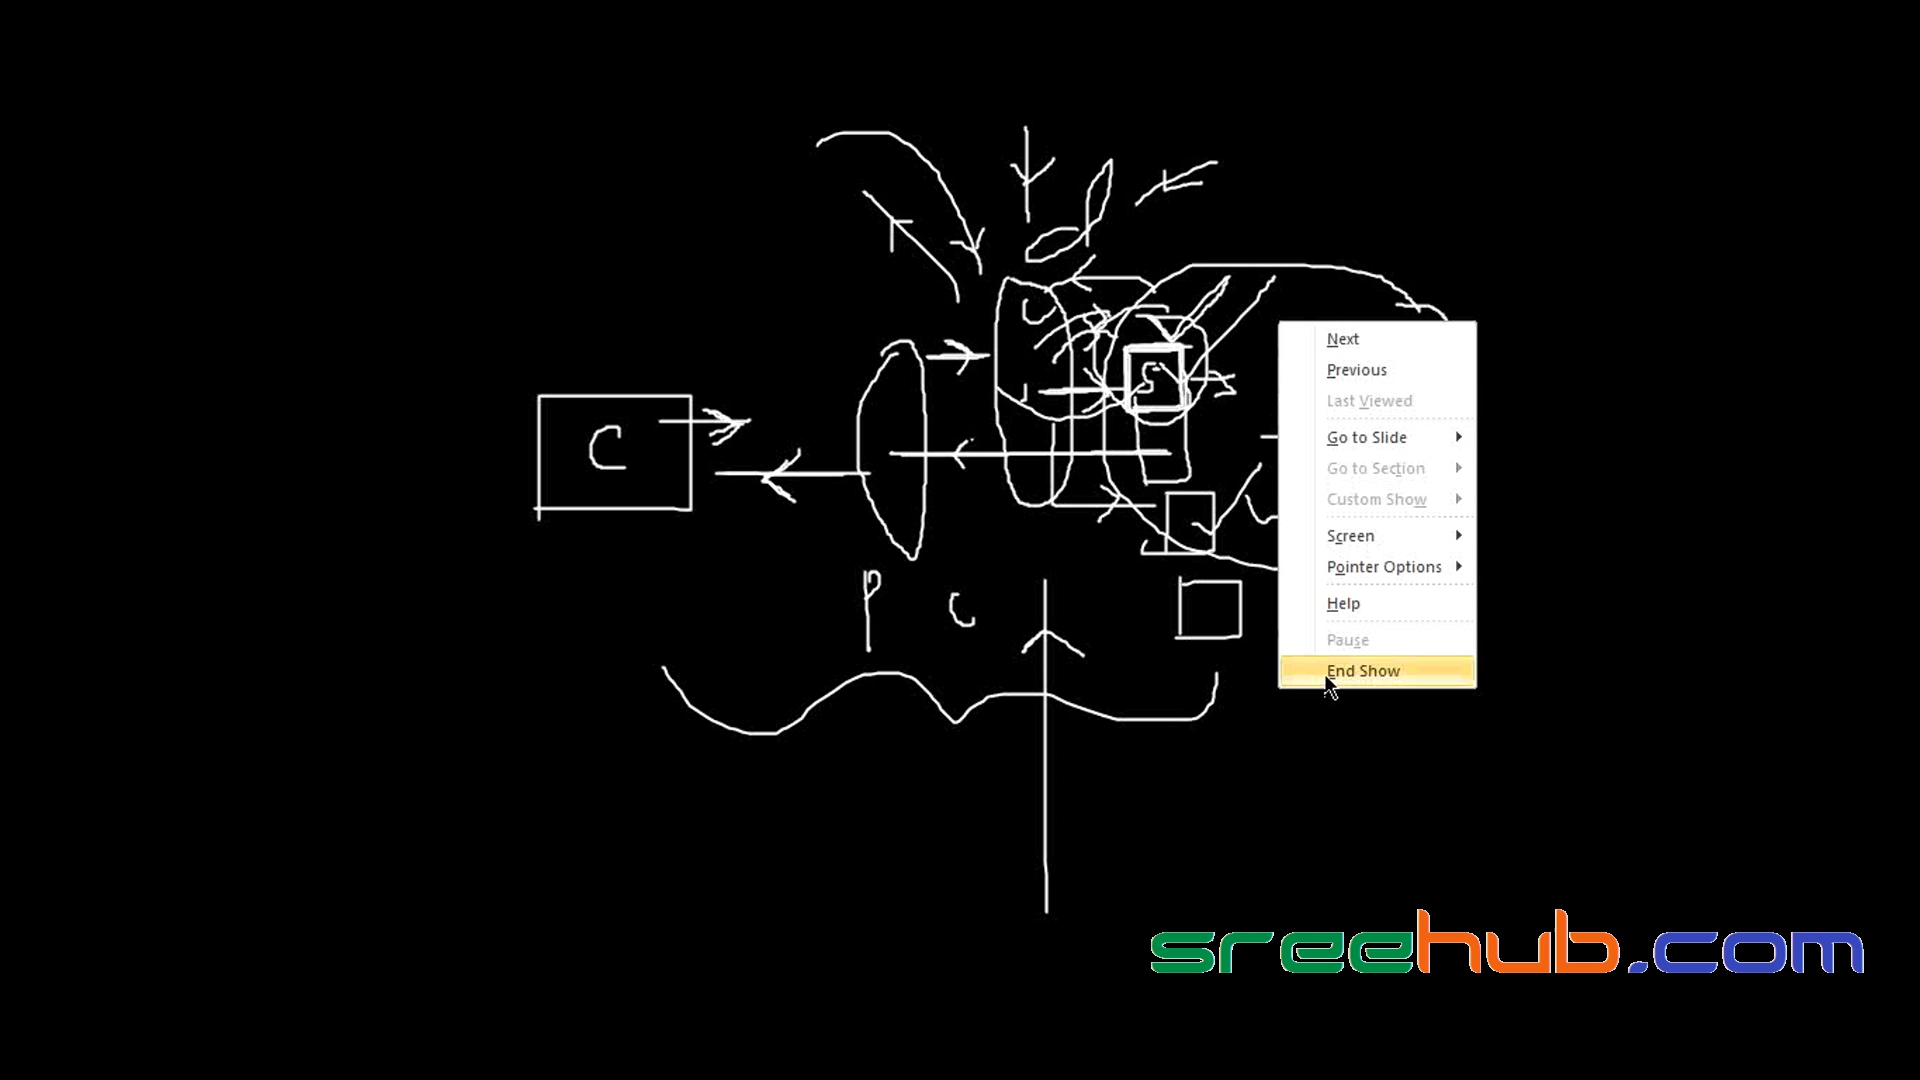 C
C
S
P
C
Next
Previous
Last Viewed
Go to Slide
Go to Section
Custom Show
Screen
Pointer Options
Help
Pause
End Show
sreehub.com